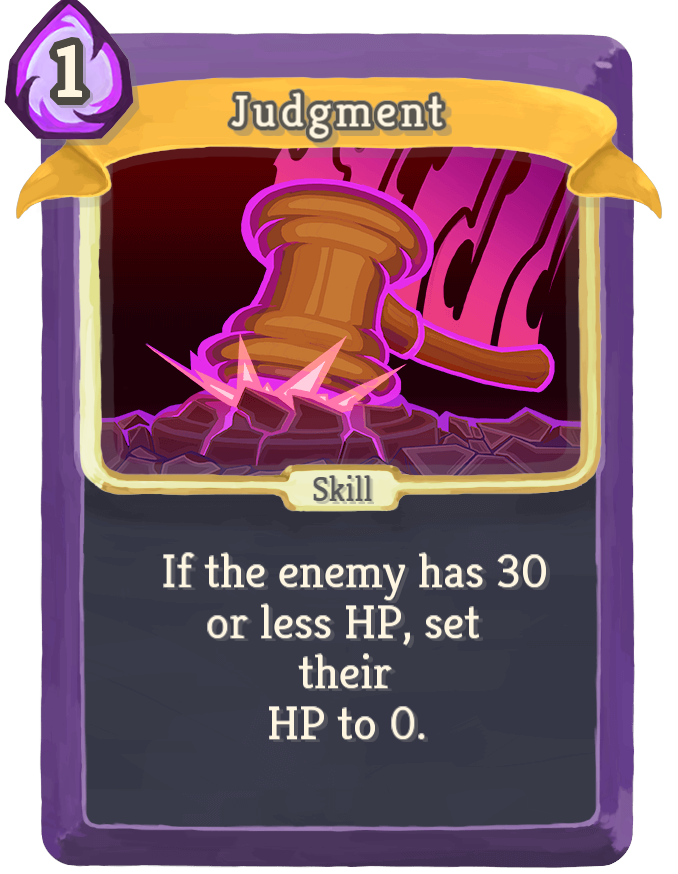 1
Judgment
Skill
If the enemy has 30
or less HP, set
their
HP to 0.